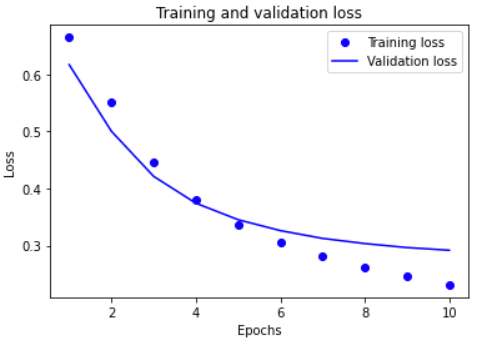 Training and validation loss
Training loss
Validation loss
Loss
0.6
0.5
0.4
0.3
2
4
6
8
10
Epochs